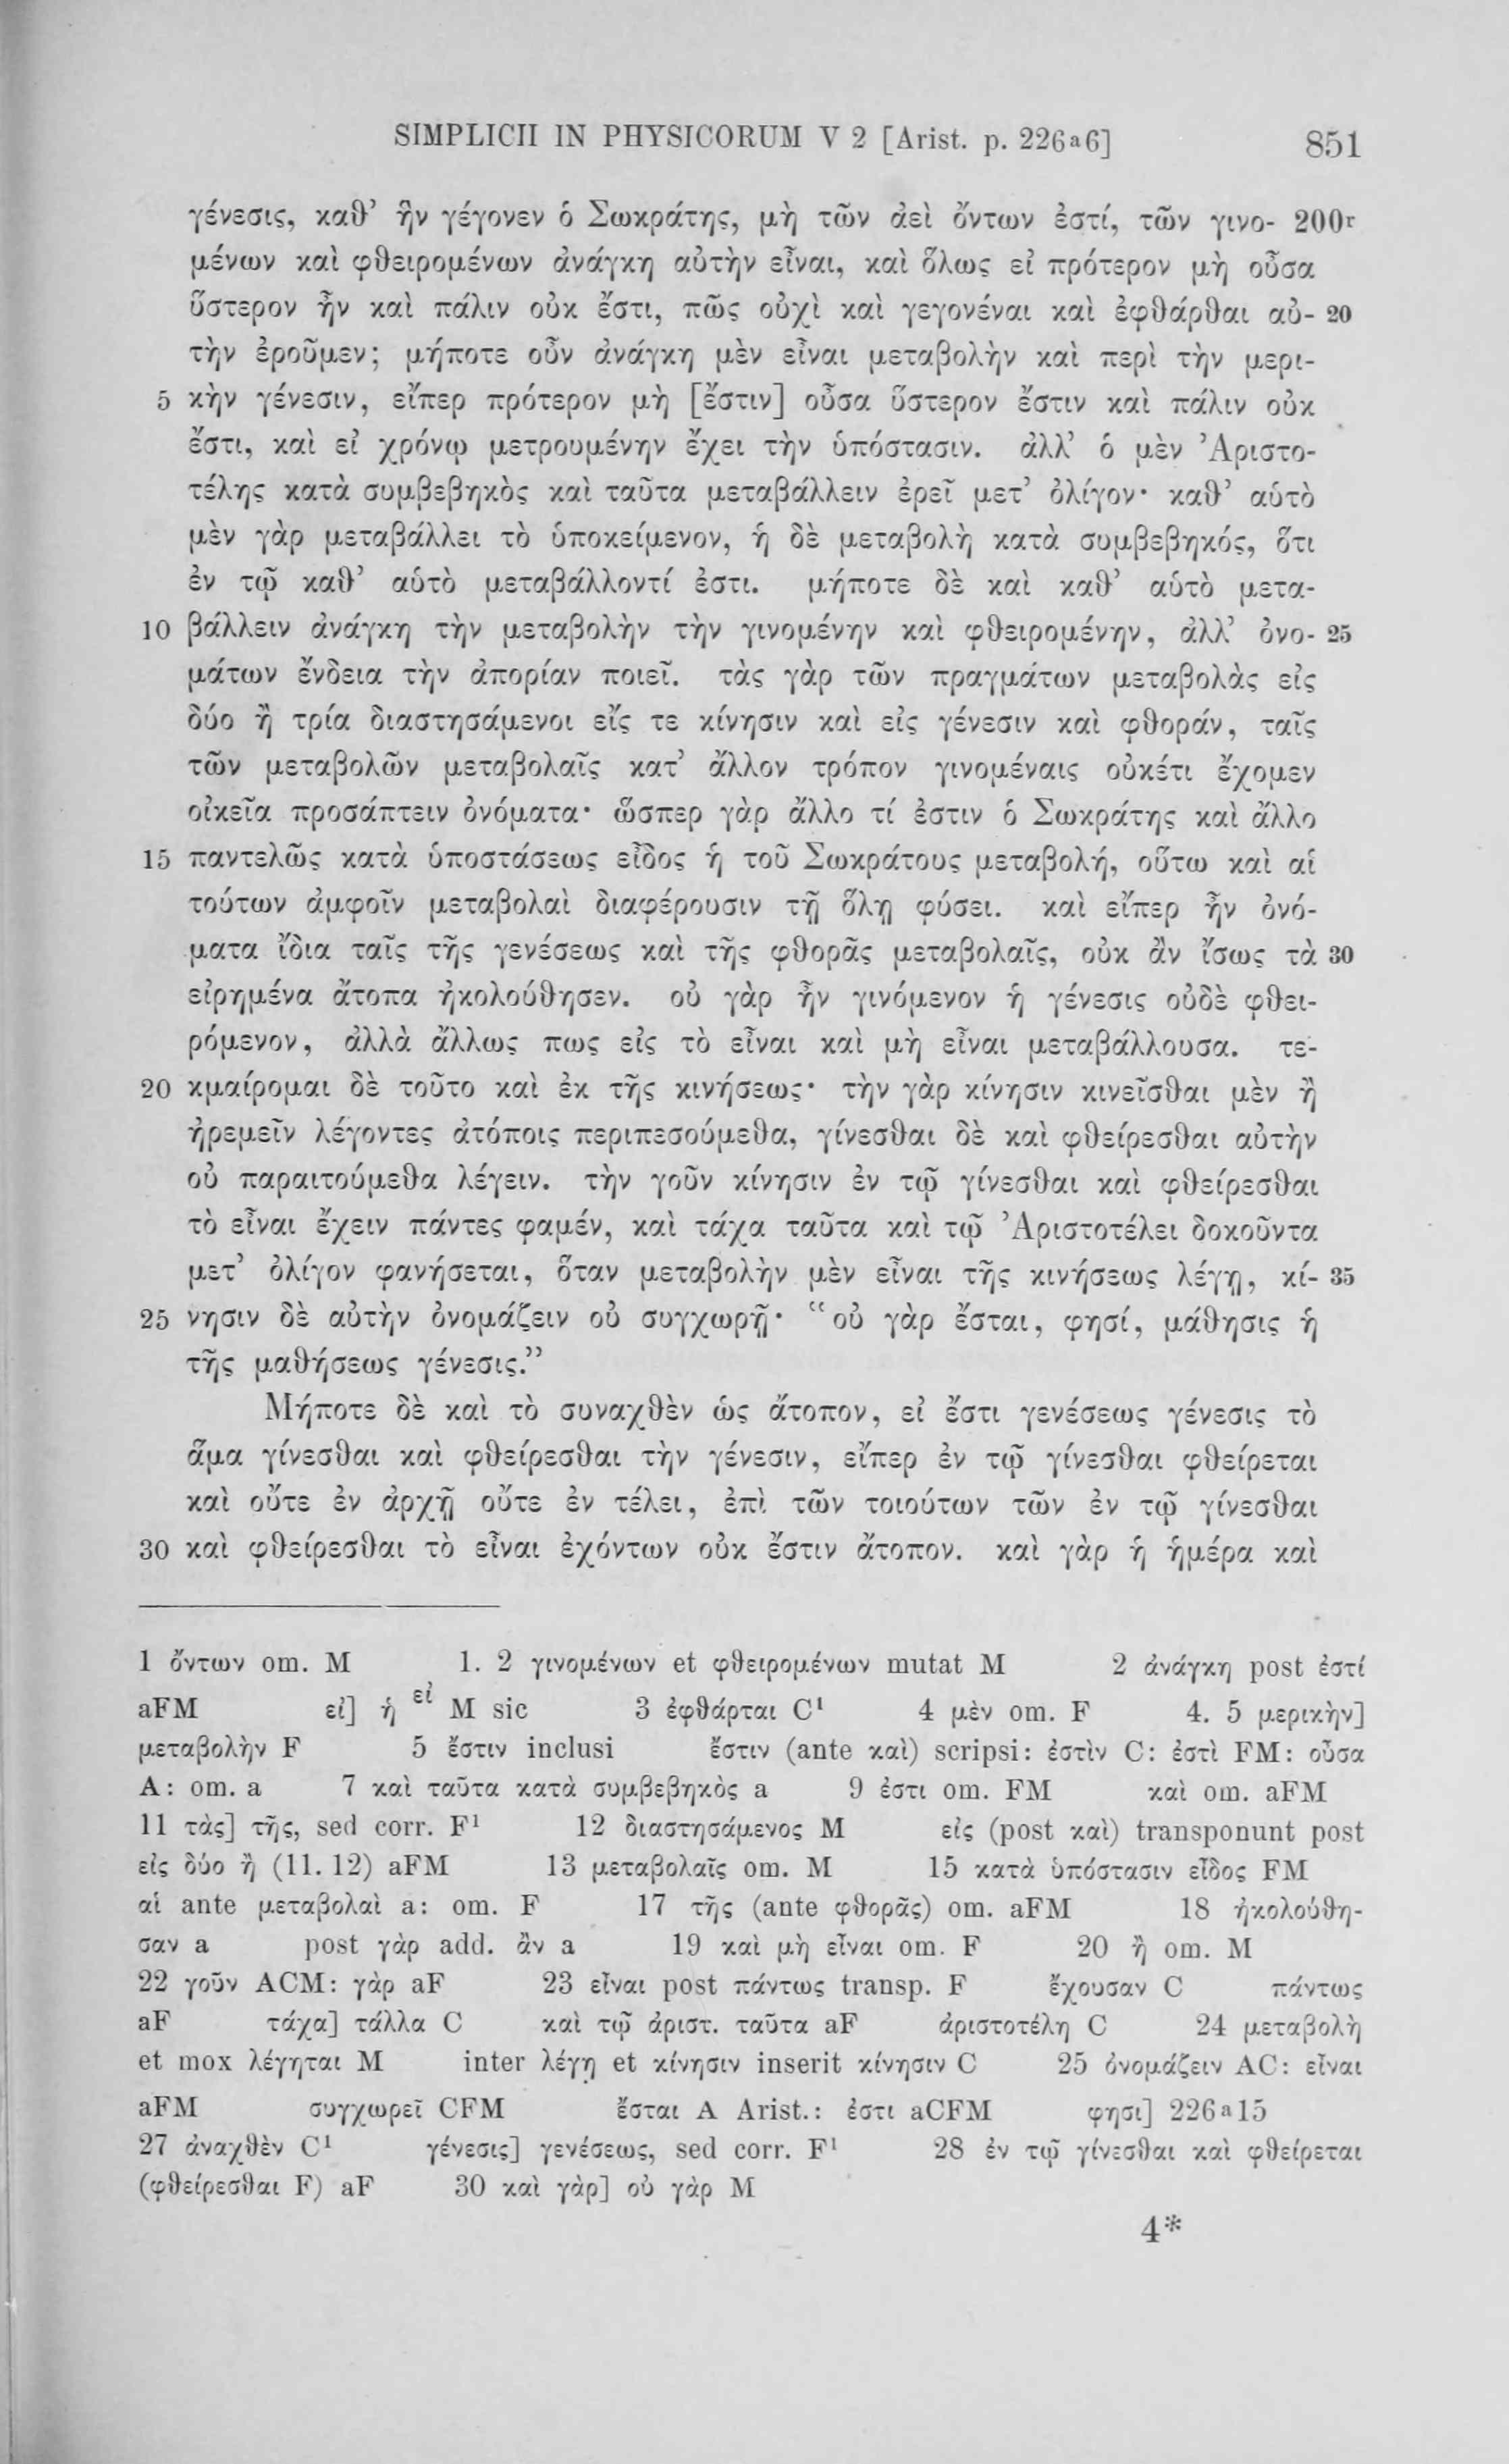 SIMPLICII IN PHYSICORUM V 2 [Arist. p. 226ᵃ6] 851
γένεσις, καθ’ ἣν γέγονεν ὁ Σωκράτης, μὴ τῶν ἀεὶ ὄντων ἐστί, τῶν γινο- 200ʳ
μένων καὶ φθειρομένων ἀνάγκη αὐτὴν εἶναι, καὶ ὅλως εἰ πρότερον μὴ οὖσα
ὕστερον ἦν καὶ πάλιν οὐκ ἔστι, πῶς οὐχὶ καὶ γεγονέναι καὶ ἐφθάρθαι αὐ- 20
τὴν ἐροῦμεν; μήποτε οὖν ἀνάγκη μὲν εἶναι μεταβολὴν καὶ περὶ τὴν μερι-
5 κὴν γένεσιν, εἴπερ πρότερον μὴ [ἔστιν] οὖσα ὕστερον ἔστιν καὶ πάλιν οὐκ
ἔστι, καὶ εἰ χρόνῳ μετρουμένην ἔχει τὴν ὑπόστασιν. ἀλλ’ ὁ μὲν Ἀριστο-
τέλης κατὰ συμβεβηκὸς καὶ ταῦτα μεταβάλλειν ἐρεῖ μετ’ ὀλίγον· καθ’ αὑτὸ
μὲν γὰρ μεταβάλλει τὸ ὑποκείμενον, ἡ δὲ μεταβολὴ κατὰ συμβεβηκός, ὅτι
ἐν τῷ καθ’ αὑτὸ μεταβάλλοντί ἐστι. μήποτε δὲ καὶ καθ’ αὑτὸ μετα-
10 βάλλειν ἀνάγκη τὴν μεταβολὴν τὴν γινομένην καὶ φθειρομένην, ἀλλ’ ὀνο- 25
μάτων ἔνδεια τὴν ἀπορίαν ποιεῖ. τὰς γὰρ τῶν πραγμάτων μεταβολὰς εἰς
δύο ἢ τρία διαστησάμενοι εἴς τε κίνησιν καὶ εἰς γένεσιν καὶ φθοράν, ταῖς
τῶν μεταβολῶν μεταβολαῖς κατ’ ἄλλον τρόπον γινομέναις οὐκέτι ἔχομεν
οἰκεῖα προσάπτειν ὀνόματα· ὥσπερ γὰρ ἄλλο τί ἐστιν ὁ Σωκράτης καὶ ἄλλο
15 παντελῶς κατὰ ὑποστάσεως εἶδος ἡ τοῦ Σωκράτους μεταβολή, οὕτω καὶ αἱ
τούτων ἀμφοῖν μεταβολαὶ διαφέρουσιν τῇ ὅλῃ φύσει. καὶ εἴπερ ἦν ὀνό-
ματα ἴδια ταῖς τῆς γενέσεως καὶ τῆς φθορᾶς μεταβολαῖς, οὐκ ἂν ἴσως τὰ 30
εἰρημένα ἄτοπα ἠκολούθησεν. οὐ γὰρ ἦν γινόμενον ἡ γένεσις οὐδὲ φθει-
ρόμενον, ἀλλὰ ἄλλως πως εἰς τὸ εἶναι καὶ μὴ εἶναι μεταβάλλουσα. τε-
20 κμαίρομαι δὲ τοῦτο καὶ ἐκ τῆς κινήσεως· τὴν γὰρ κίνησιν κινεῖσθαι μὲν ἢ
ἠρεμεῖν λέγοντες ἀτόποις περιπεσούμεθα, γίνεσθαι δὲ καὶ φθείρεσθαι αὐτὴν
οὐ παραιτούμεθα λέγειν. τὴν γοῦν κίνησιν ἐν τῷ γίνεσθαι καὶ φθείρεσθαι
τὸ εἶναι ἔχειν πάντες φαμέν, καὶ τάχα ταῦτα καὶ τῷ Ἀριστοτέλει δοκοῦντα
μετ’ ὀλίγον φανήσεται, ὅταν μεταβολὴν μὲν εἶναι τῆς κινήσεως λέγῃ, κί- 35
25 νησιν δὲ αὐτὴν ὀνομάζειν οὐ συγχωρῇ· “οὐ γὰρ ἔσται, φησί, μάθησις ἡ
τῆς μαθήσεως γένεσις.”
Μήποτε δὲ καὶ τὸ συναχθὲν ὡς ἄτοπον, εἰ ἔστι γενέσεως γένεσις τὸ
ἅμα γίνεσθαι καὶ φθείρεσθαι τὴν γένεσιν, εἴπερ ἐν τῷ γίνεσθαι φθείρεται
καὶ οὔτε ἐν ἀρχῇ οὔτε ἐν τέλει, ἐπὶ τῶν τοιούτων τῶν ἐν τῷ γίνεσθαι
30 καὶ φθείρεσθαι τὸ εἶναι ἐχόντων οὐκ ἔστιν ἄτοπον. καὶ γὰρ ἡ ἡμέρα καὶ
1 ὄντων om. M 1. 2 γινομένων et φθειρομένων mutat M 2 ἀνάγκη post ἐστί
aFM εἰ] ἡ εἰ M sic 3 ἐφθάρται C¹ 4 μὲν om. F 4. 5 μερικὴν]
μεταβολὴν F 5 ἔστιν inclusi ἔστιν (ante καὶ) scripsi: ἐστὶν C: ἐστὶ FM: οὖσα
A: om. a 7 καὶ ταῦτα κατὰ συμβεβηκὸς a 9 ἐστι om. FM καὶ om. aFM
11 τὰς] τῆς, sed corr. F¹ 12 διαστησάμενος M εἰς (post καὶ) transponunt post
εἰς δύο ἢ (11. 12) aFM 13 μεταβολαῖς om. M 15 κατὰ ὑπόστασιν εἶδος FM
αἱ ante μεταβολαὶ a: om. F 17 τῆς (ante φθορᾶς) om. aFM 18 ἠκολούθη-
σαν a post γὰρ add. ἂν a 19 καὶ μὴ εἶναι om. F 20 ἢ om. M
22 γοῦν ACM: γὰρ aF 23 εἶναι post πάντως transp. F ἔχουσαν C πάντως
aF τάχα] τάλλα C καὶ τῷ ἀριστ. ταῦτα aF ἀριστοτέλη C 24 μεταβολὴ
et mox λέγηται M inter λέγῃ et κίνησιν inserit κίνησιν C 25 ὀνομάζειν AC: εἶναι
aFM συγχωρεῖ CFM ἔσται A Arist.: ἐστι aCFM φησι] 226ᵃ15
27 ἀναχθὲν C¹ γένεσις] γενέσεως, sed corr. F¹ 28 ἐν τῷ γίνεσθαι καὶ φθείρεται
(φθείρεσθαι F) aF 30 καὶ γὰρ] οὐ γὰρ M
4*